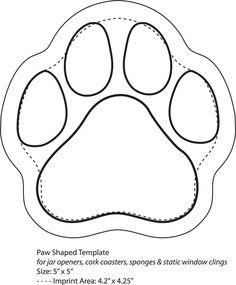 Paw Shaped Template
for jar openers, cork coasters, sponges & static window clings
Size: 5" x 5"
- - - - Imprint Area: 4.2" x 4.25"